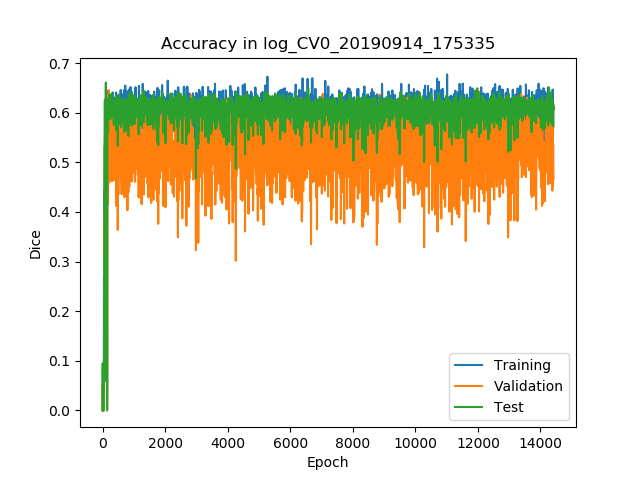 Accuracy in log_CV0_20190914_175335
0.7
0.6
0.5
0.4
0.3
0.2
0.1
0.0
Dice
0 2000 4000 6000 8000 10000 12000 14000
Epoch
Training
Validation
Test